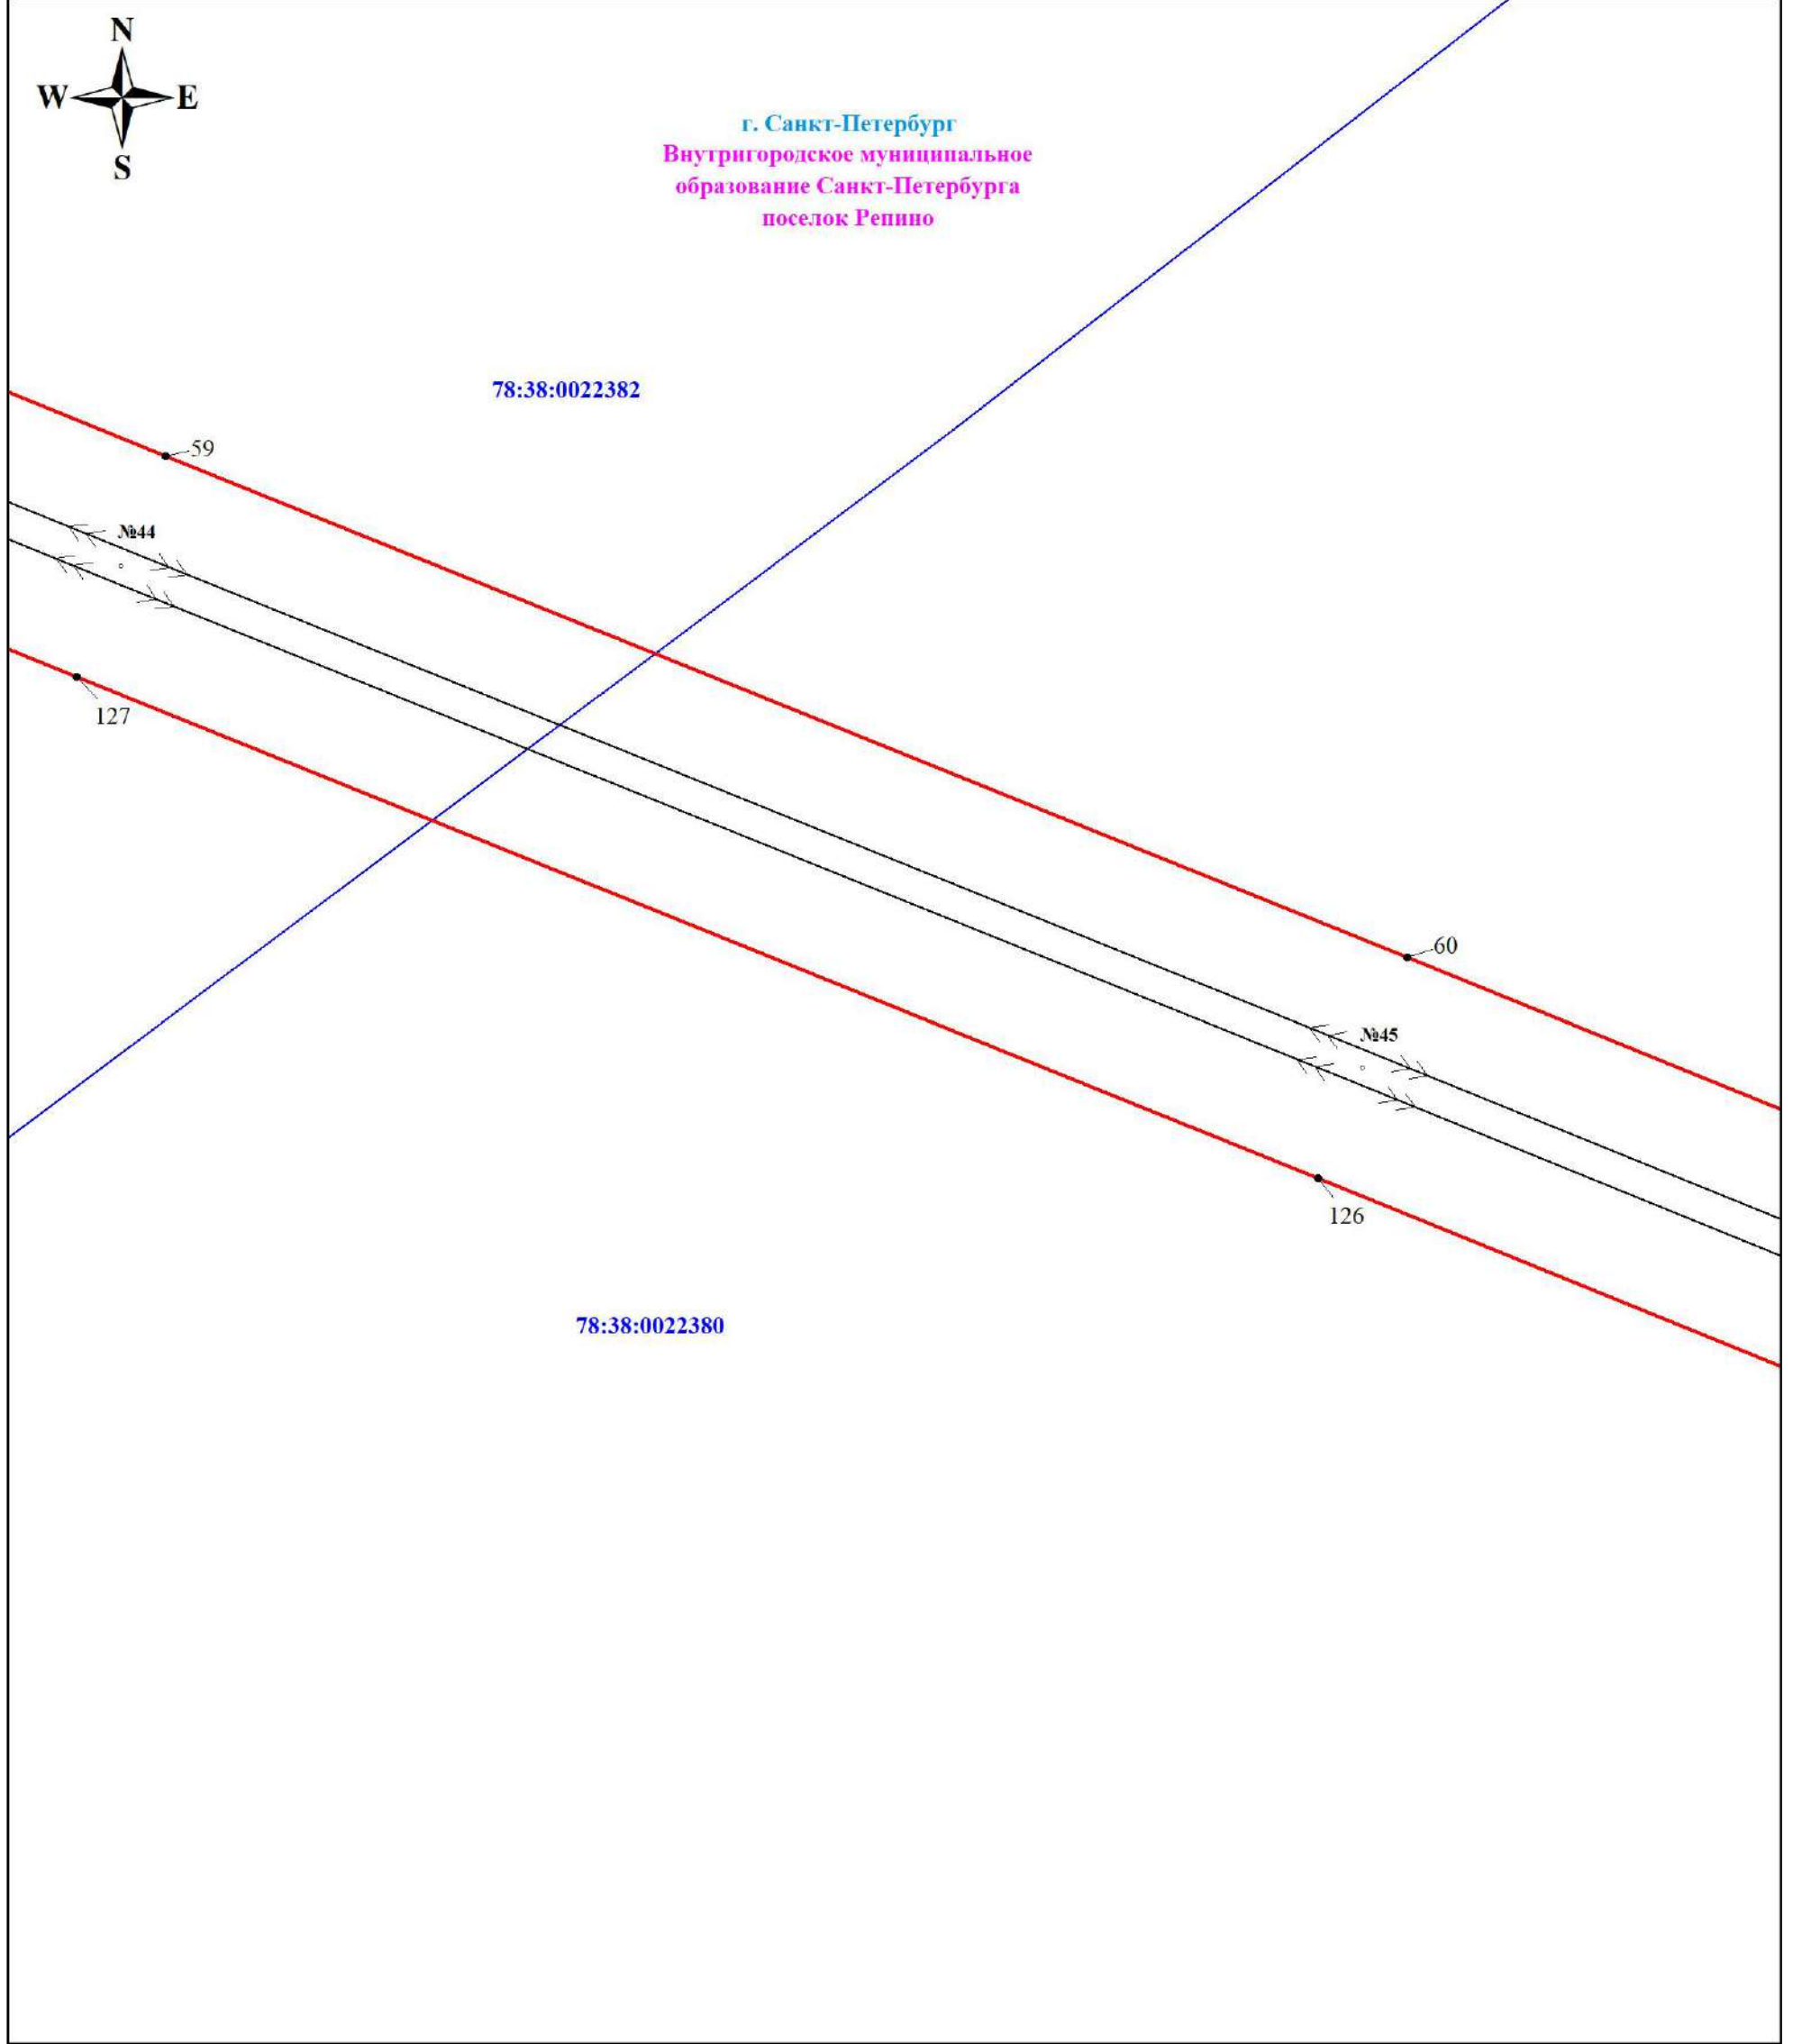 N
W E
S
г. Санкт-Петербург
Внутригородское муниципальное
образование Санкт-Петербурга
поселок Репино
78:38:0022382
59
№44
127
60
№45
126
78:38:0022380